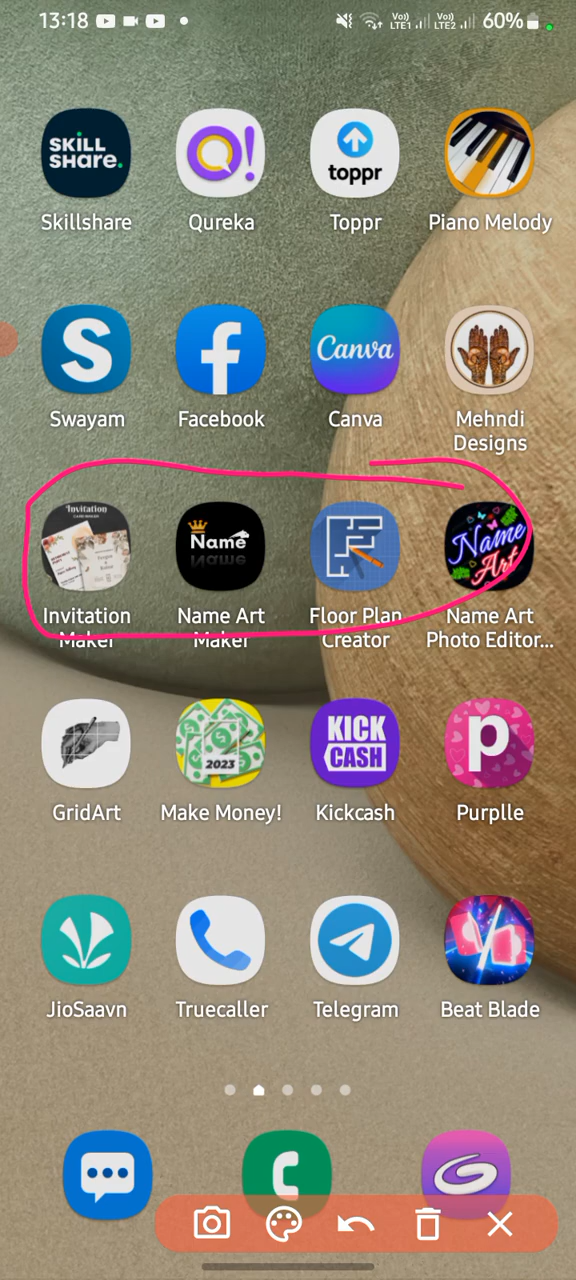 13:18
Vo)) LTE1 Vo)) LTE2 60%
SKILL SHARE.
Q!
toppr
Skillshare Qureka Toppr Piano Melody
S
f
Canva
Swayam Facebook Canva Mehndi Designs
Invitation
Name
Name Art
Invitation Maker Name Art Maker Floor Plan Creator Name Art Photo Editor...
2023
KICK CASH
p
GridArt Make Money! Kickcash Purplle
JioSaavn Truecaller Telegram Beat Blade